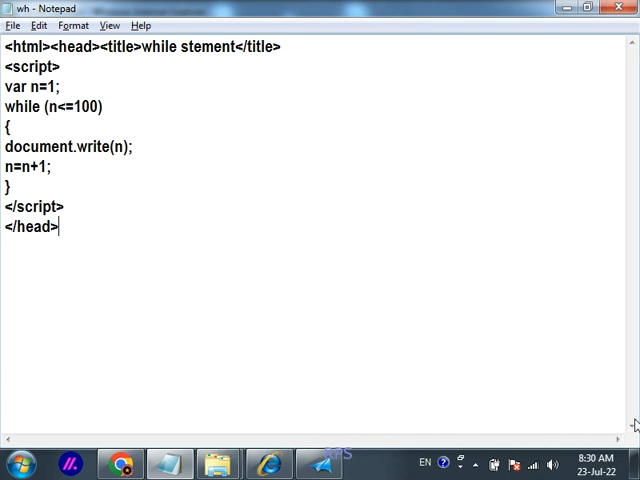 wh - Notepad
File Edit Format View Help
<html><head><title>while stement</title>
<script>
var n=1;
while (n<=100)
{
document.write(n);
n=n+1;
}
</script>
</head>
EN
8:30 AM
23-Jul-22